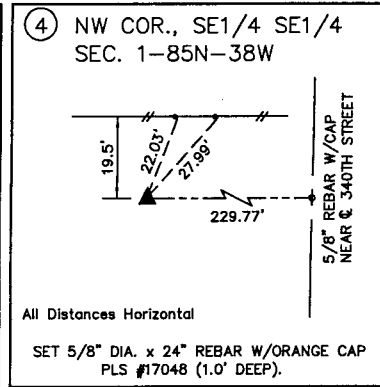 4 NW COR., SE1/4 SE1/4
SEC. 1-85N-38W
19.5'
22.03'
27.99'
229.77'
5/8" REBAR W/CAP
NEAR ℄ 340TH STREET
All Distances Horizontal
SET 5/8" DIA. x 24" REBAR W/ORANGE CAP
PLS #17048 (1.0' DEEP).